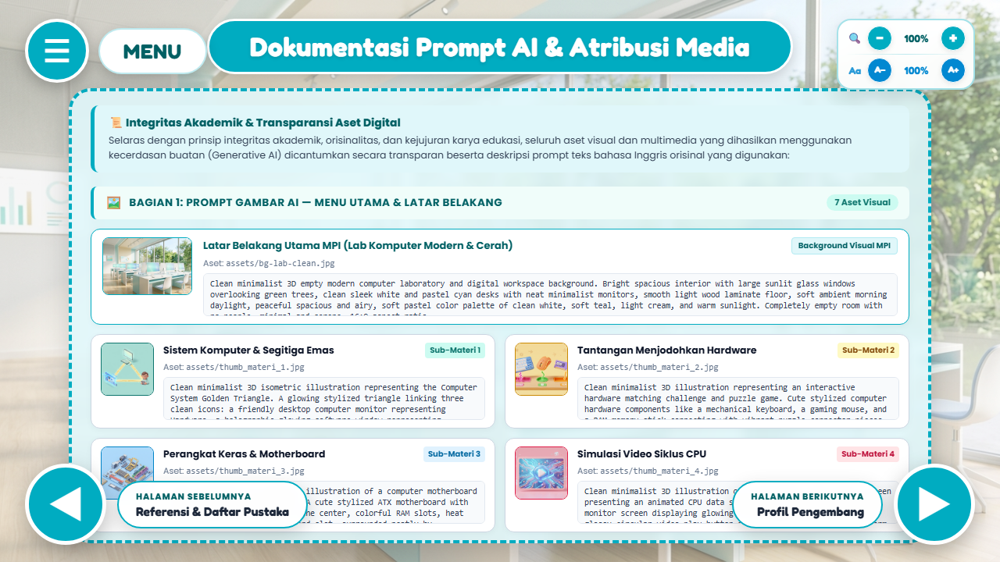 MENU
Dokumentasi Prompt AI & Atribusi Media
100%
Aa A- 100% A+
📜 Integritas Akademik & Transparansi Aset Digital
Selaras dengan prinsip integritas akademik, orisinalitas, dan kejujuran karya edukasi, seluruh aset visual dan multimedia yang dihasilkan menggunakan
kecerdasan buatan (Generative AI) dicantumkan secara transparan beserta deskripsi prompt teks bahasa Inggris orisinal yang digunakan:
BAGIAN 1: PROMPT GAMBAR AI — MENU UTAMA & LATAR BELAKANG
7 Aset Visual
Latar Belakang Utama MPI (Lab Komputer Modern & Cerah)
Background Visual MPI
Aset: assets/bg-lab-clean.jpg
Clean minimalist 3D empty modern computer laboratory and digital workspace background. Bright spacious interior with large sunlit glass windows
overlooking green trees, clean sleek white and pastel cyan desks with neat minimalist monitors, smooth light wood laminate floor, soft ambient morning
daylight, peaceful spacious and airy, soft pastel color palette of clean white, soft teal, light cream, and warm sunlight. Completely empty room with
Sistem Komputer & Segitiga Emas
Sub-Materi 1
Aset: assets/thumb_materi_1.jpg
Clean minimalist 3D isometric illustration representing the Computer
System Golden Triangle. A glowing stylized triangle linking three
clean icons: a friendly desktop computer monitor representing
Tantangan Menjodohkan Hardware
Sub-Materi 2
Aset: assets/thumb_materi_2.jpg
Clean minimalist 3D illustration representing an interactive
hardware matching challenge and puzzle game. Cute stylized computer
hardware components like a mechanical keyboard, a gaming mouse, and
Perangkat Keras & Motherboard
Sub-Materi 3
Aset: assets/thumb_materi_3.jpg
illustration of a computer motherboard
cute stylized ATX motherboard with
center, colorful RAM slots, heat
Simulasi Video Siklus CPU
Sub-Materi 4
Aset: assets/thumb_materi_4.jpg
Clean minimalist 3D illustration
presenting an animated CPU data
monitor screen displaying glowing
HALAMAN SEBELUMNYA
Referensi & Daftar Pustaka
HALAMAN BERIKUTNYA
Profil Pengembang